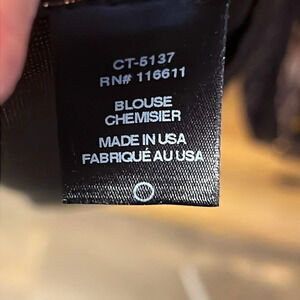 CT-5137
RN# 116611
BLOUSE
CHEMISIER
MADE IN USA
FABRIQUÉ AU USA